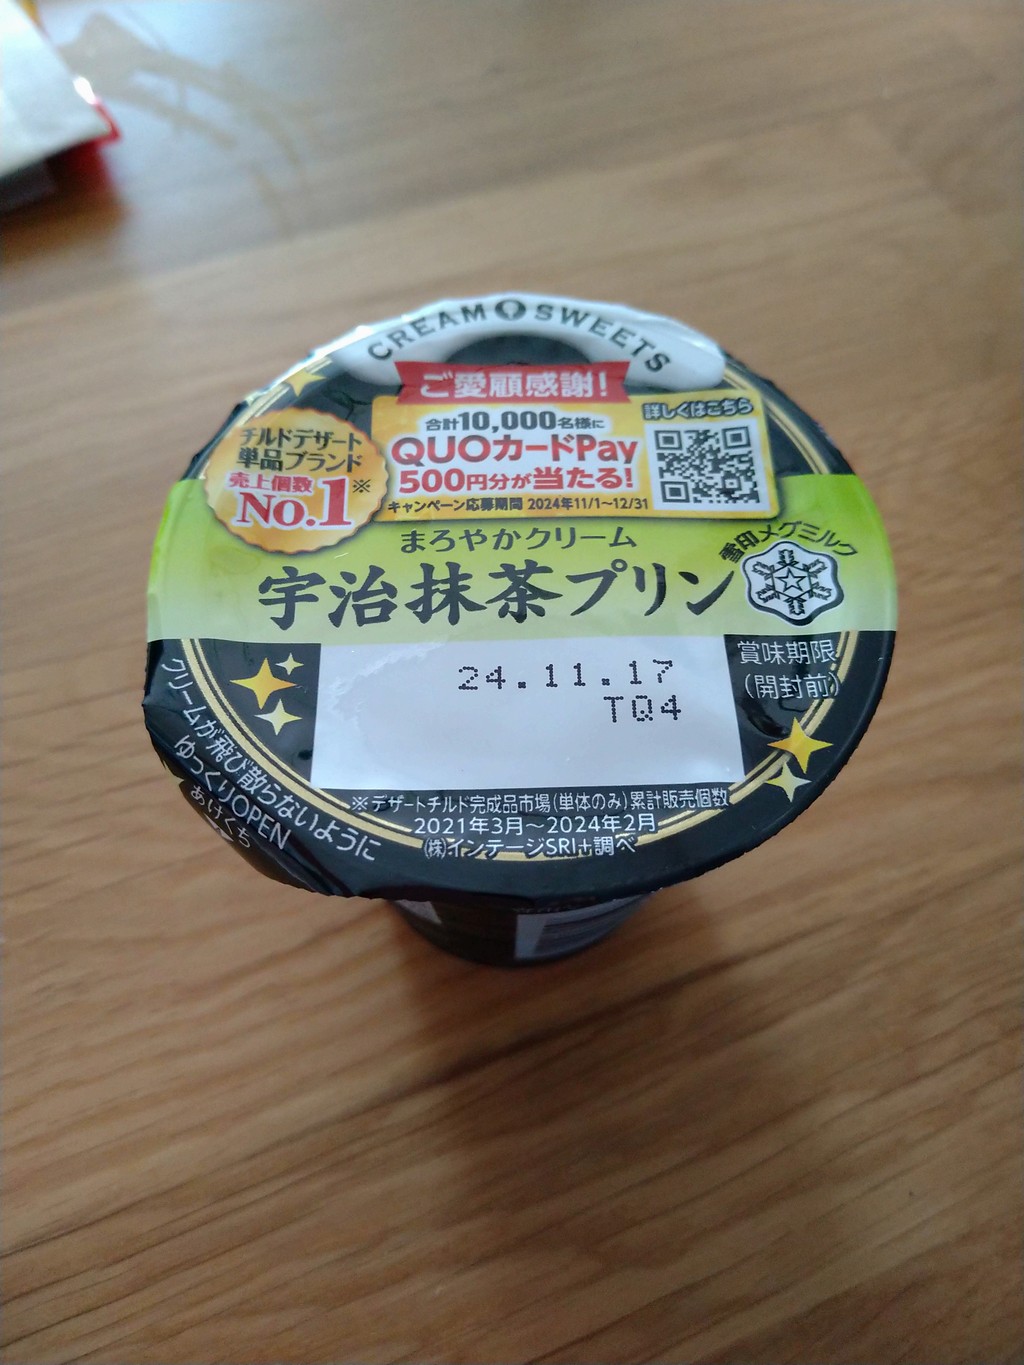 CREAM SWEETS
ご愛顧感謝!
合計10,000名様に
QUOカードPay
500円分が当たる!
キャンペーン応募期間 2024年11/1~12/31
詳しくはこちら
チルドデザート
単品ブランド
売上個数
No.1※
まろやかクリーム
宇治抹茶プリン
雪印メグミルク
賞味期限
(開封前)
24.11.17
TQ4
クリームが飛び散らないように
ゆっくりOPEN
あけくち
※デザートチルド完成品市場(単体のみ)累計販売個数
2021年3月~2024年2月
(株)インテージSRI+調べ